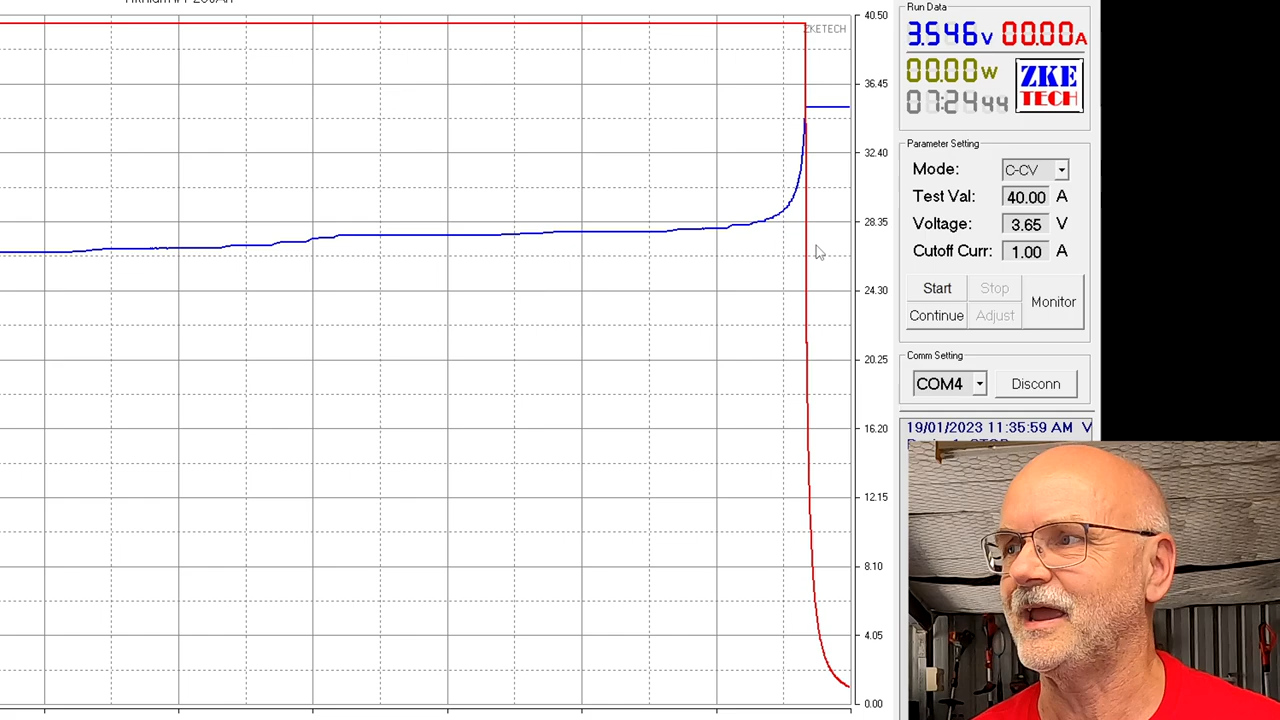 ZKETECH
40.50
36.45
32.40
28.35
24.30
20.25
16.20
12.15
8.10
4.05
0.00
Run Data
3.546V 00.00A
00.00W
07:24 44
ZKE
TECH
Parameter Setting
Mode: C-CV
Test Val: 40.00 A
Voltage: 3.65 V
Cutoff Curr: 1.00 A
Start Stop
Monitor
Continue Adjust
Comm Setting
COM4 Disconn
19/01/2023 11:35:59 AM V